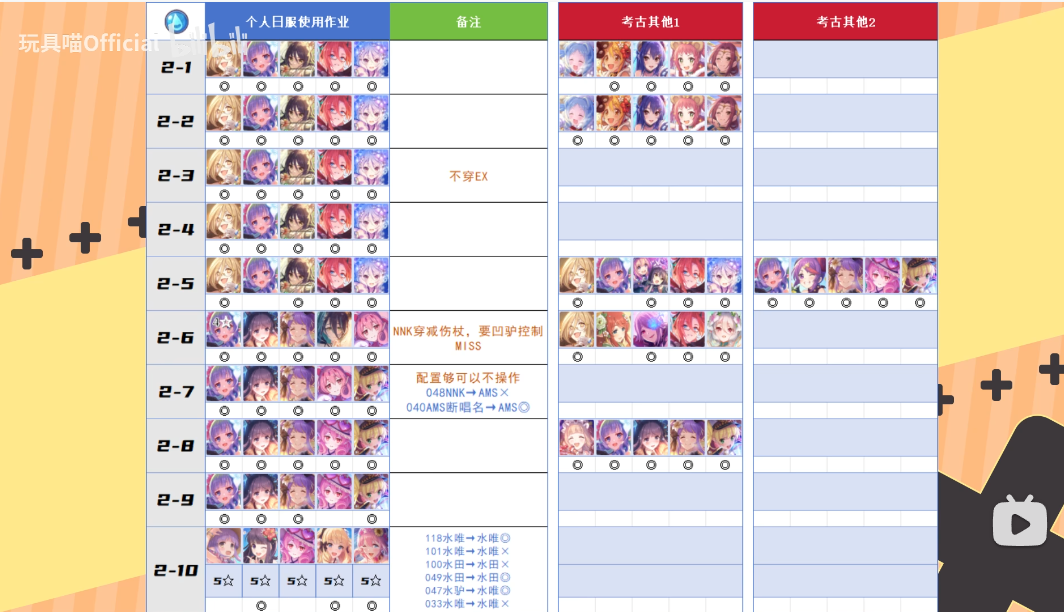 个人日服使用作业 备注 考古其他1 考古其他2
玩具喵Official bilibili
2-1
◎ ◎ ◎ ◎ ◎ ◎ ◎ ◎ ◎
2-2
◎ ◎ ◎ ◎ ◎ ◎ ◎ ◎ ◎ ◎
2-3 不穿EX
◎ ◎ ◎ ◎ ◎
2-4
◎ ◎ ◎ ◎ ◎
2-5
◎ ◎ ◎ ◎ ◎ ◎ ◎ ◎ ◎ ◎ ◎ ◎ ◎
2-6 4☆ NNK穿减伤杖，要凹驴控制
MISS
◎ ◎ ◎ ◎ ◎ ◎ ◎ ◎
2-7 配置够可以不操作
048NNK→AMS×
040AMS断唱名→AMS◎
◎ ◎ ◎ ◎ ◎
2-8
◎ ◎ ◎ ◎ ◎ ◎ ◎ ◎ ◎ ◎
2-9
◎ ◎ ◎ ◎
2-10
5☆ 5☆ 5☆ 5☆ 5☆
118水唯→水唯◎
101水唯→水唯×
100水田→水田×
049水田→水田◎
047水驴→水唯◎
033水唯→水唯×
◎ ◎ ◎